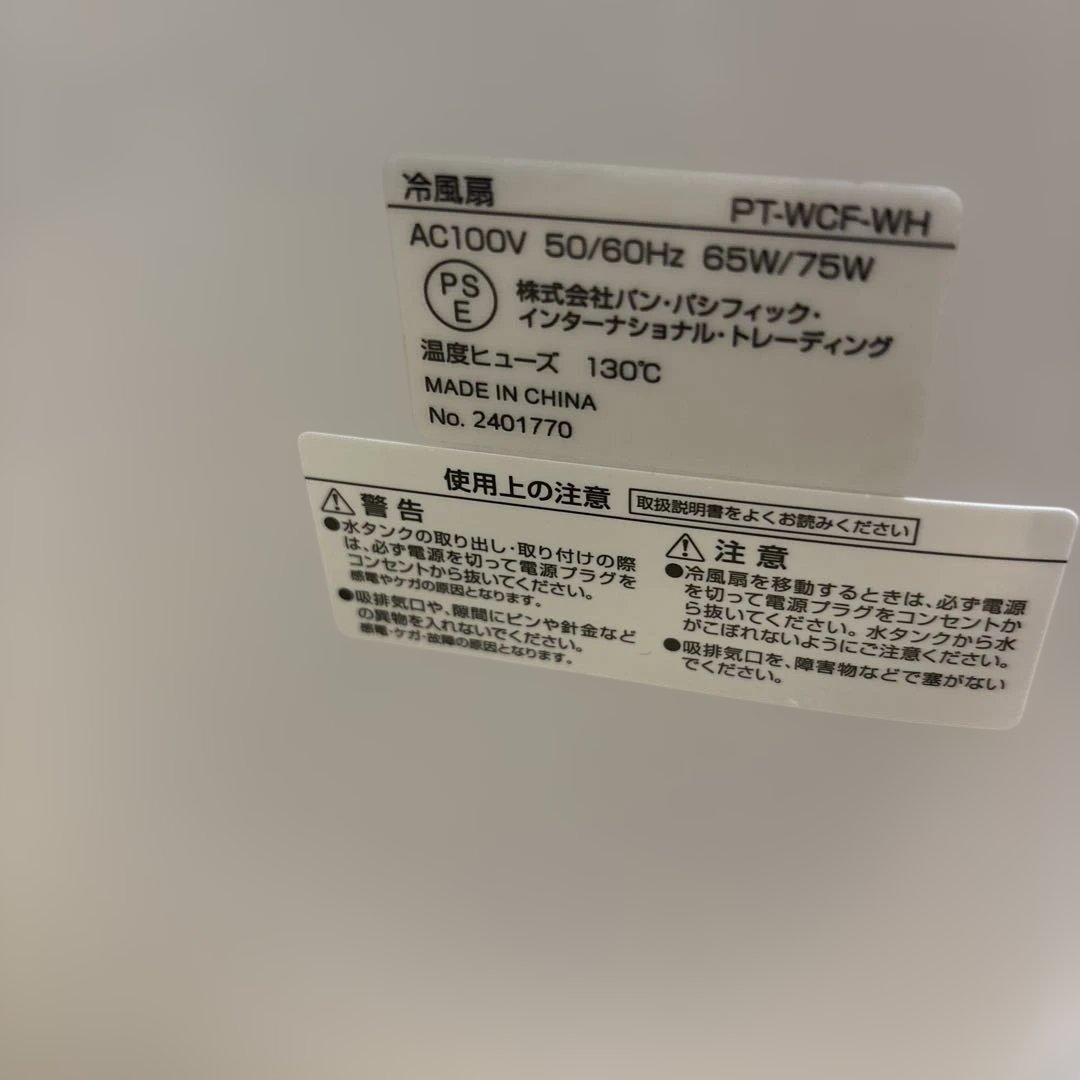 冷風扇 PT-WCF-WH
AC100V 50/60Hz 65W/75W
PS
E
株式会社パン・パシフィック・
インターナショナル・トレーディング
温度ヒューズ 130℃
MADE IN CHINA
No. 2401770
使用上の注意 取扱説明書をよくお読みください
⚠警告
●水タンクの取り出し・取り付けの際
は、必ず電源を切って電源プラグを
コンセントから抜いてください。
感電やケガの原因となります。
●吸排気口や、隙間にピンや針金など
の異物を入れないでください。
感電・ケガ・故障の原因となります。
⚠注意
●冷風扇を移動するときは、必ず電源
を切って電源プラグをコンセントか
ら抜いてください。水タンクから水
がこぼれないようにご注意ください。
●吸排気口を、障害物などで塞がない
でください。